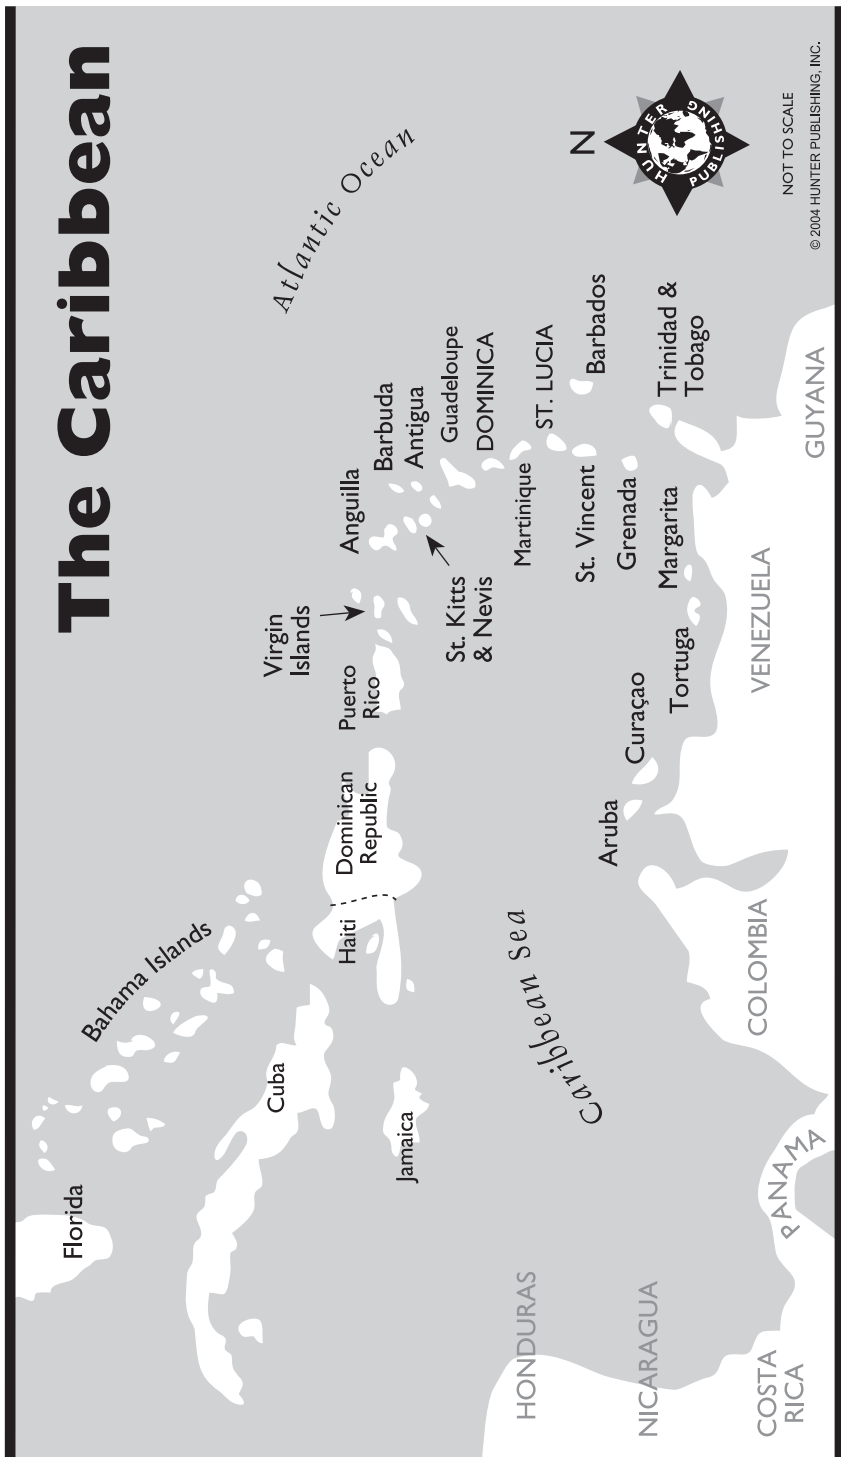 The Caribbean
Atlantic Ocean
N
HUNTER
PUBLISHING
NOT TO SCALE
© 2004 HUNTER PUBLISHING, INC.
Florida
Bahama Islands
Cuba
Jamaica
Haiti
Dominican
Republic
Puerto
Rico
Virgin
Islands
Anguilla
Barbuda
Antigua
St. Kitts
& Nevis
Guadeloupe
DOMINICA
Martinique
ST. LUCIA
St. Vincent
Barbados
Grenada
Trinidad &
Tobago
Margarita
Tortuga
Curaçao
Aruba
Caribbean Sea
HONDURAS
NICARAGUA
COSTA
RICA
PANAMA
COLOMBIA
VENEZUELA
GUYANA